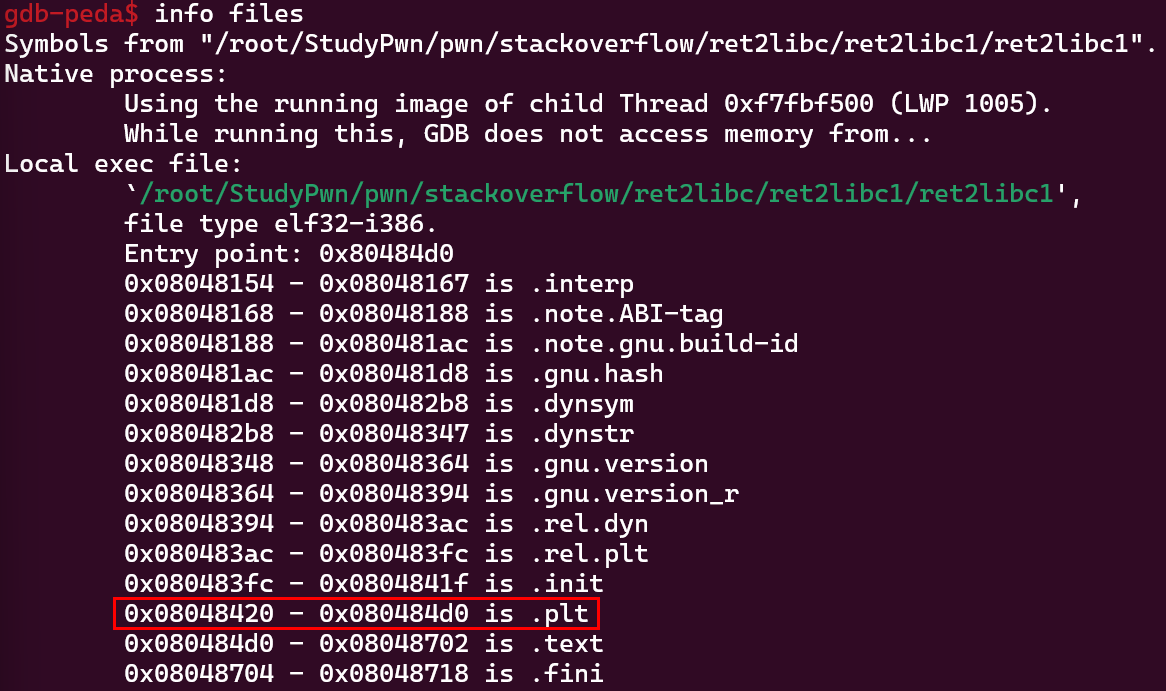 gdb-peda$ info files
Symbols from "/root/StudyPwn/pwn/stackoverflow/ret2libc/ret2libc1/ret2libc1".
Native process:
        Using the running image of child Thread 0xf7fbf500 (LWP 1005).
        While running this, GDB does not access memory from...
Local exec file:
        `/root/StudyPwn/pwn/stackoverflow/ret2libc/ret2libc1/ret2libc1',
        file type elf32-i386.
        Entry point: 0x80484d0
        0x08048154 - 0x08048167 is .interp
        0x08048168 - 0x08048188 is .note.ABI-tag
        0x08048188 - 0x080481ac is .note.gnu.build-id
        0x080481ac - 0x080481d8 is .gnu.hash
        0x080481d8 - 0x080482b8 is .dynsym
        0x080482b8 - 0x08048347 is .dynstr
        0x08048348 - 0x08048364 is .gnu.version
        0x08048364 - 0x08048394 is .gnu.version_r
        0x08048394 - 0x080483ac is .rel.dyn
        0x080483ac - 0x080483fc is .rel.plt
        0x080483fc - 0x0804841f is .init
        0x08048420 - 0x080484d0 is .plt
        0x080484d0 - 0x08048702 is .text
        0x08048704 - 0x08048718 is .fini